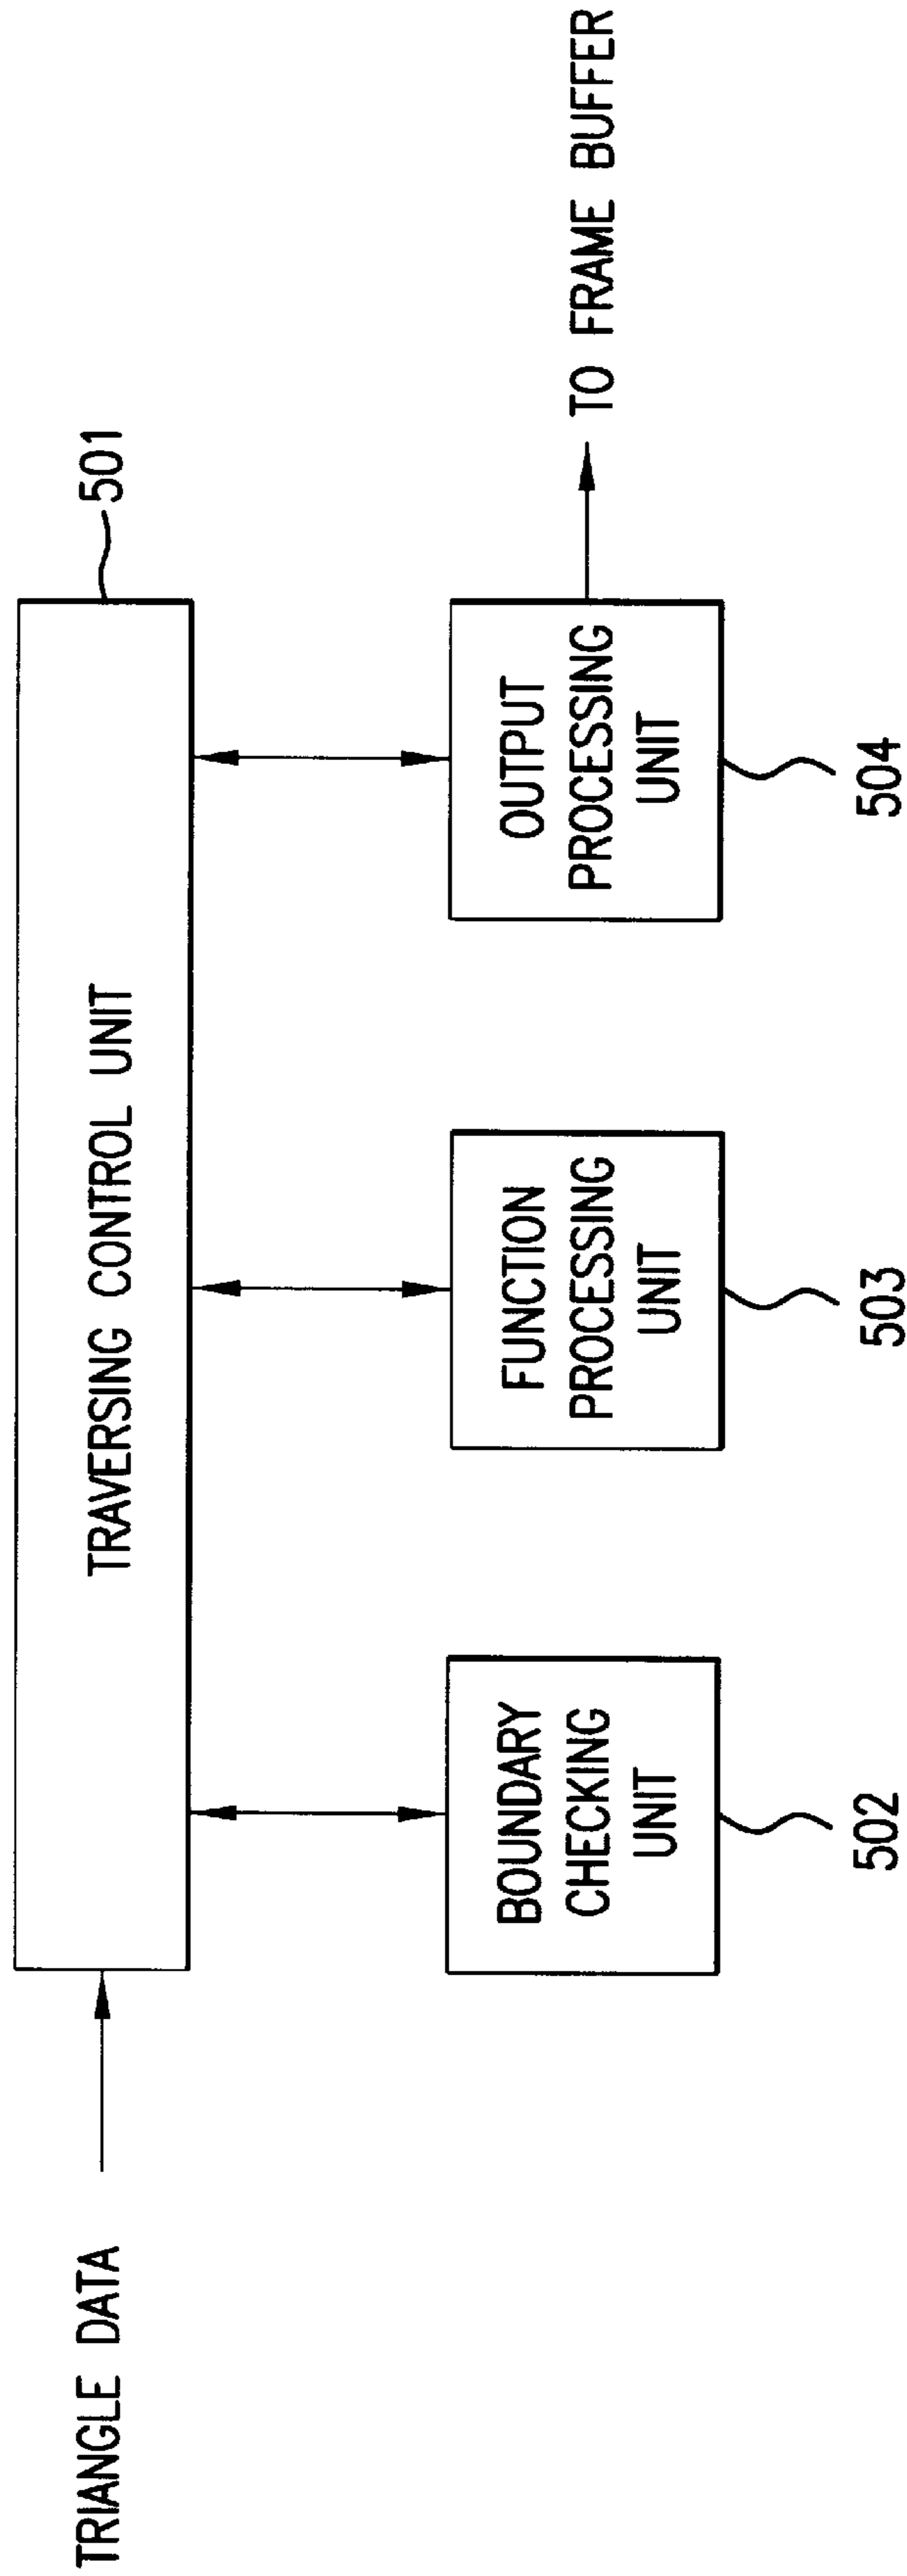 TRIANGLE DATA
TRAVERSING CONTROL UNIT
501
BOUNDARY
CHECKING
UNIT
502
FUNCTION
PROCESSING
UNIT
503
OUTPUT
PROCESSING
UNIT
504
TO FRAME BUFFER